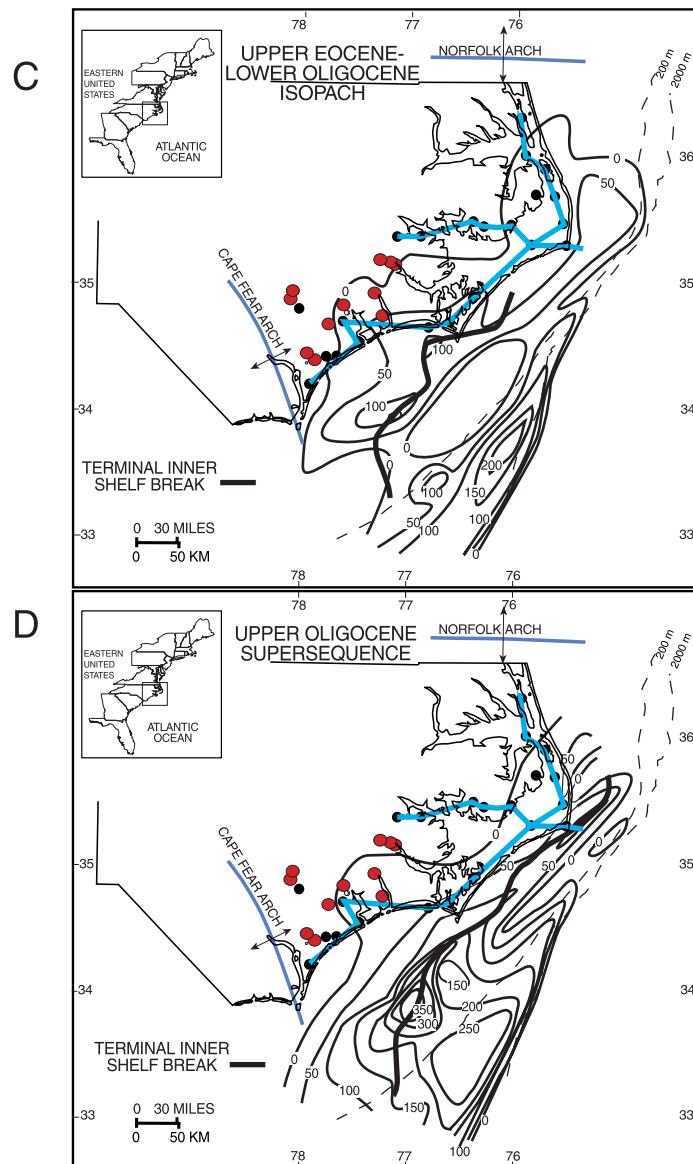 C
78
77
76
EASTERN
UNITED
STATES
ATLANTIC
OCEAN
UPPER EOCENE-
LOWER OLIGOCENE
ISOPACH
NORFOLK ARCH
200 m
2000 m
36
0
50
35
CAPE FEAR ARCH
0
100
50
34
100
0
0
200
TERMINAL INNER
SHELF BREAK
100
150
50
100
100
0 30 MILES
0 50 KM
33
0
78
77
76
D
EASTERN
UNITED
STATES
ATLANTIC
OCEAN
UPPER OLIGOCENE
SUPERSEQUENCE
NORFOLK ARCH
200 m
2000 m
36
50
0
CAPE FEAR ARCH
0
0
35
50
50
150
34
350
200
300
250
TERMINAL INNER
SHELF BREAK
0
50
100
150
0
50
100
0 30 MILES
0 50 KM
33
78
77
76